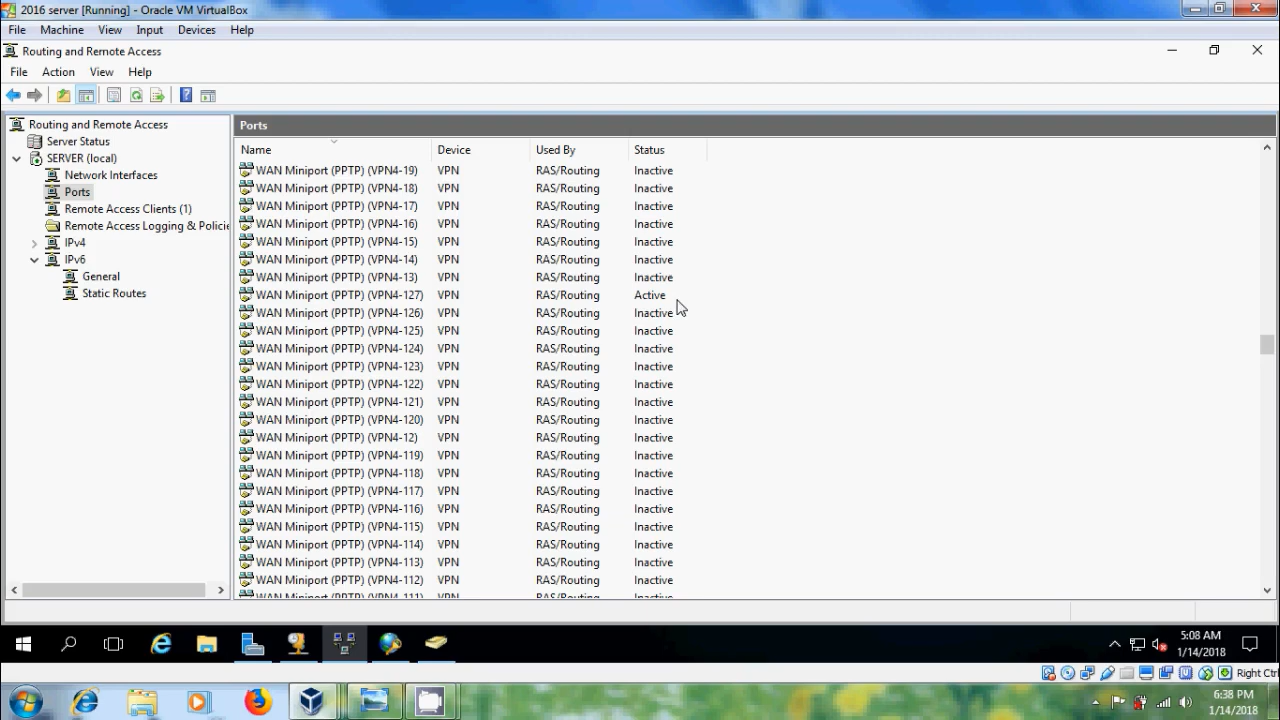 2016 server [Running] - Oracle VM VirtualBox
File Machine View Input Devices Help
Routing and Remote Access
File Action View Help
Routing and Remote Access
Server Status
SERVER (local)
Network Interfaces
Ports
Remote Access Clients (1)
Remote Access Logging & Policie
IPv4
IPv6
General
Static Routes
Ports
Name Device Used By Status
WAN Miniport (PPTP) (VPN4-19) VPN RAS/Routing Inactive
WAN Miniport (PPTP) (VPN4-18) VPN RAS/Routing Inactive
WAN Miniport (PPTP) (VPN4-17) VPN RAS/Routing Inactive
WAN Miniport (PPTP) (VPN4-16) VPN RAS/Routing Inactive
WAN Miniport (PPTP) (VPN4-15) VPN RAS/Routing Inactive
WAN Miniport (PPTP) (VPN4-14) VPN RAS/Routing Inactive
WAN Miniport (PPTP) (VPN4-13) VPN RAS/Routing Inactive
WAN Miniport (PPTP) (VPN4-127) VPN RAS/Routing Active
WAN Miniport (PPTP) (VPN4-126) VPN RAS/Routing Inactive
WAN Miniport (PPTP) (VPN4-125) VPN RAS/Routing Inactive
WAN Miniport (PPTP) (VPN4-124) VPN RAS/Routing Inactive
WAN Miniport (PPTP) (VPN4-123) VPN RAS/Routing Inactive
WAN Miniport (PPTP) (VPN4-122) VPN RAS/Routing Inactive
WAN Miniport (PPTP) (VPN4-121) VPN RAS/Routing Inactive
WAN Miniport (PPTP) (VPN4-120) VPN RAS/Routing Inactive
WAN Miniport (PPTP) (VPN4-12) VPN RAS/Routing Inactive
WAN Miniport (PPTP) (VPN4-119) VPN RAS/Routing Inactive
WAN Miniport (PPTP) (VPN4-118) VPN RAS/Routing Inactive
WAN Miniport (PPTP) (VPN4-117) VPN RAS/Routing Inactive
WAN Miniport (PPTP) (VPN4-116) VPN RAS/Routing Inactive
WAN Miniport (PPTP) (VPN4-115) VPN RAS/Routing Inactive
WAN Miniport (PPTP) (VPN4-114) VPN RAS/Routing Inactive
WAN Miniport (PPTP) (VPN4-113) VPN RAS/Routing Inactive
WAN Miniport (PPTP) (VPN4-112) VPN RAS/Routing Inactive
WAN Miniport (PPTP) (VPN4-111) VPN RAS/Routing Inactive
5:08 AM
1/14/2018
Right Ctrl
6:38 PM
1/14/2018